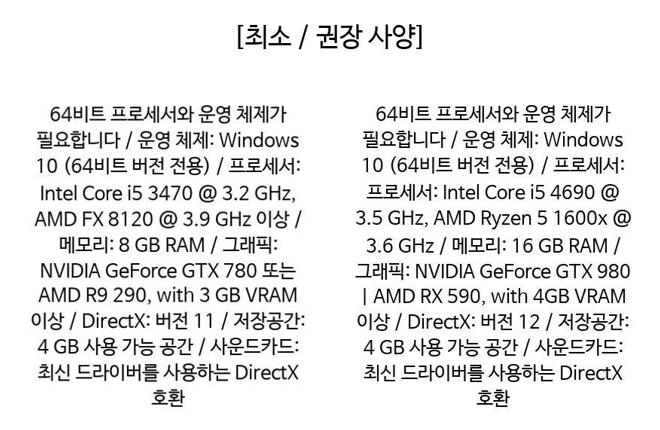 [최소 / 권장 사양]
64비트 프로세서와 운영 체제가
필요합니다 / 운영 체제: Windows
10 (64비트 버전 전용) / 프로세서:
Intel Core i5 3470 @ 3.2 GHz,
AMD FX 8120 @ 3.9 GHz 이상 /
메모리: 8 GB RAM / 그래픽:
NVIDIA GeForce GTX 780 또는
AMD R9 290, with 3 GB VRAM
이상 / DirectX: 버전 11 / 저장공간:
4 GB 사용 가능 공간 / 사운드카드:
최신 드라이버를 사용하는 DirectX
호환
64비트 프로세서와 운영 체제가
필요합니다 / 운영 체제: Windows
10 (64비트 버전 전용) / 프로세서:
프로세서: Intel Core i5 4690 @
3.5 GHz, AMD Ryzen 5 1600x @
3.6 GHz / 메모리: 16 GB RAM /
그래픽: NVIDIA GeForce GTX 980
| AMD RX 590, with 4GB VRAM
이상 / DirectX: 버전 12 / 저장공간:
4 GB 사용 가능 공간 / 사운드카드:
최신 드라이버를 사용하는 DirectX
호환